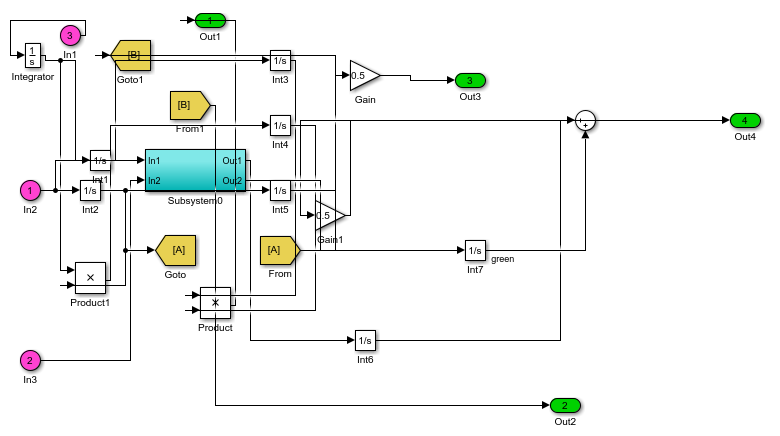 1
Out1
3
In1
1
s
Integrator
[B]
Goto1
1/s
Int3
0.5
Gain
3
Out3
[B]
From1
1/s
Int4
+
+
4
Out4
1/s
Int1
In1
Out1
In2
Out2
Subsystem0
1
In2
1/s
Int2
1/s
Int5
0.5
Gain1
[A]
Goto
[A]
From
1/s
Int7
green
×
Product1
×
Product
2
In3
1/s
Int6
2
Out2